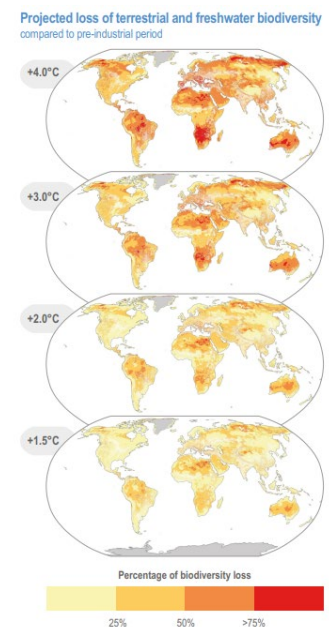 Projected loss of terrestrial and freshwater biodiversity
compared to pre-industrial period
+4.0°C
+3.0°C
+2.0°C
+1.5°C
Percentage of biodiversity loss
25% 50% >75%